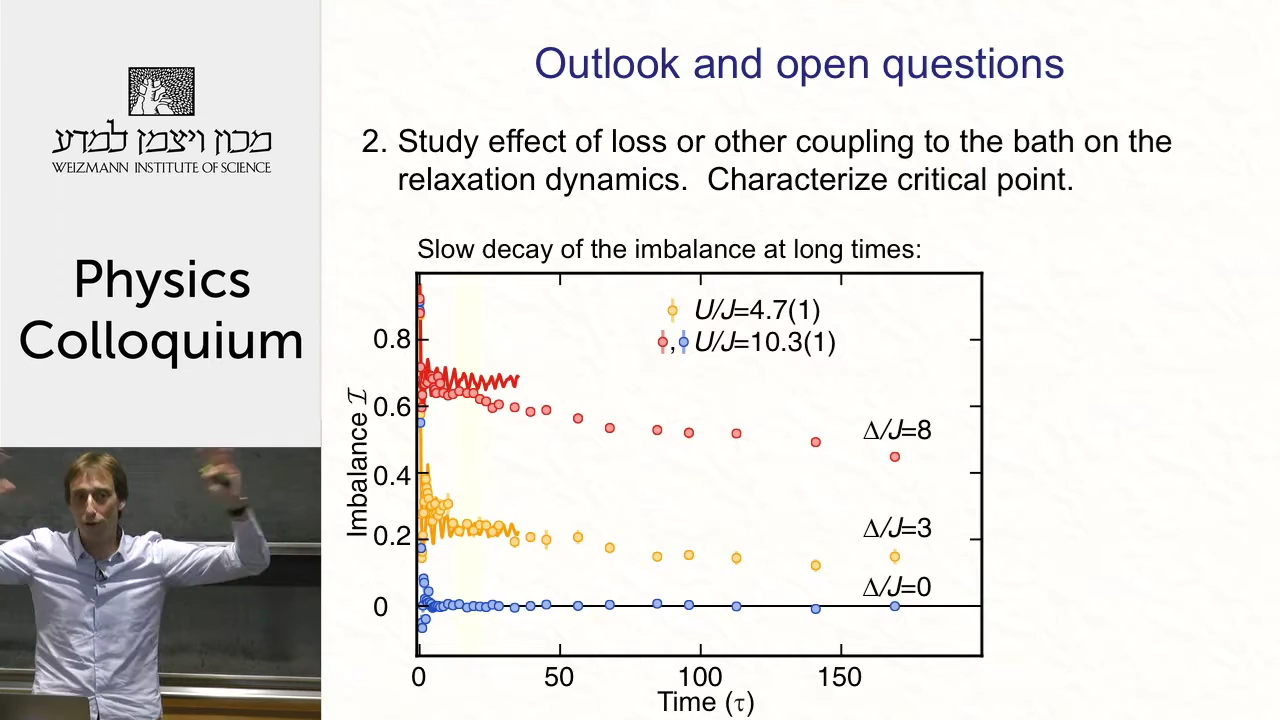 מכון ויצמן למדע
WEIZMANN INSTITUTE OF SCIENCE
Physics
Colloquium
Outlook and open questions
2. Study effect of loss or other coupling to the bath on the
relaxation dynamics.  Characterize critical point.
Slow decay of the imbalance at long times:
U/J=4.7(1)
, U/J=10.3(1)
Δ/J=8
Δ/J=3
Δ/J=0
Imbalance ℐ
0.8
0.6
0.4
0.2
0
0 50 100 150
Time (τ)